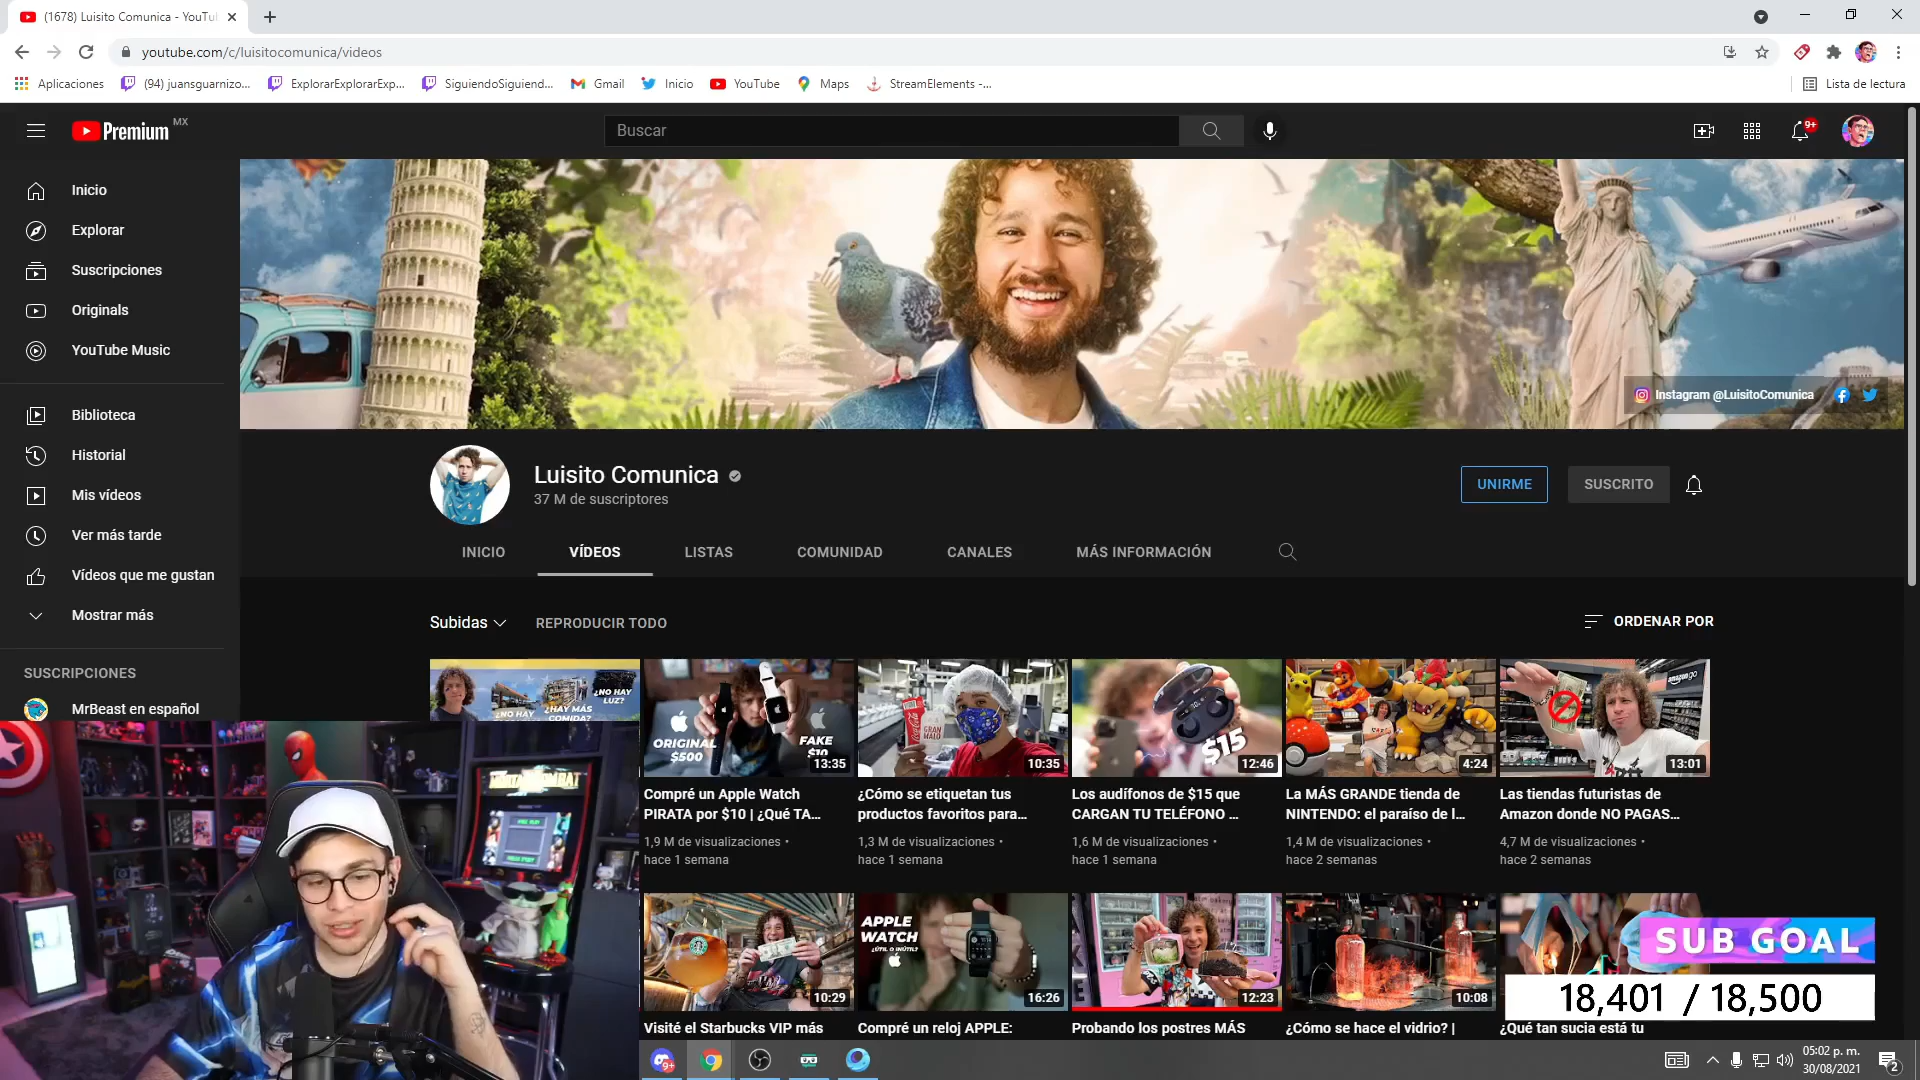 (1678) Luisito Comunica - YouTu
youtube.com/c/luisitocomunica/videos
Aplicaciones
(94) juansguarnizo...
ExplorarExplorarExp...
SiguiendoSiguiend...
Gmail
Inicio
YouTube
Maps
StreamElements -...
Lista de lectura
Premium MX
Buscar
9+
Inicio
Explorar
Suscripciones
Originals
YouTube Music
Biblioteca
Historial
Mis vídeos
Ver más tarde
Vídeos que me gustan
Mostrar más
SUSCRIPCIONES
MrBeast en español
Instagram @LuisitoComunica
Luisito Comunica
37 M de suscriptores
UNIRME
SUSCRITO
INICIO
VÍDEOS
LISTAS
COMUNIDAD
CANALES
MÁS INFORMACIÓN
Subidas
REPRODUCIR TODO
ORDENAR POR
¿NO HAY
LUZ?
¿NO HAY
¿HAY MÁS
COMIDA?
ORIGINAL
$500
FAKE
$10
13:35
Compré un Apple Watch
PIRATA por $10 | ¿Qué TA...
1,9 M de visualizaciones •
hace 1 semana
10:35
¿Cómo se etiquetan tus
productos favoritos para...
1,3 M de visualizaciones •
hace 1 semana
$15
12:46
Los audífonos de $15 que
CARGAN TU TELÉFONO ...
1,6 M de visualizaciones •
hace 1 semana
4:24
La MÁS GRANDE tienda de
NINTENDO: el paraíso de l...
1,4 M de visualizaciones •
hace 2 semanas
amazon go
13:01
Las tiendas futuristas de
Amazon donde NO PAGAS...
4,7 M de visualizaciones •
hace 2 semanas
10:29
Visité el Starbucks VIP más
APPLE
WATCH
¿ÚTIL O INÚTIL?
16:26
Compré un reloj APPLE:
12:23
Probando los postres MÁS
10:08
¿Cómo se hace el vidrio? |
¿Qué tan sucia está tu
SUB GOAL
18,401 / 18,500
9+
05:02 p. m.
30/08/2021
2